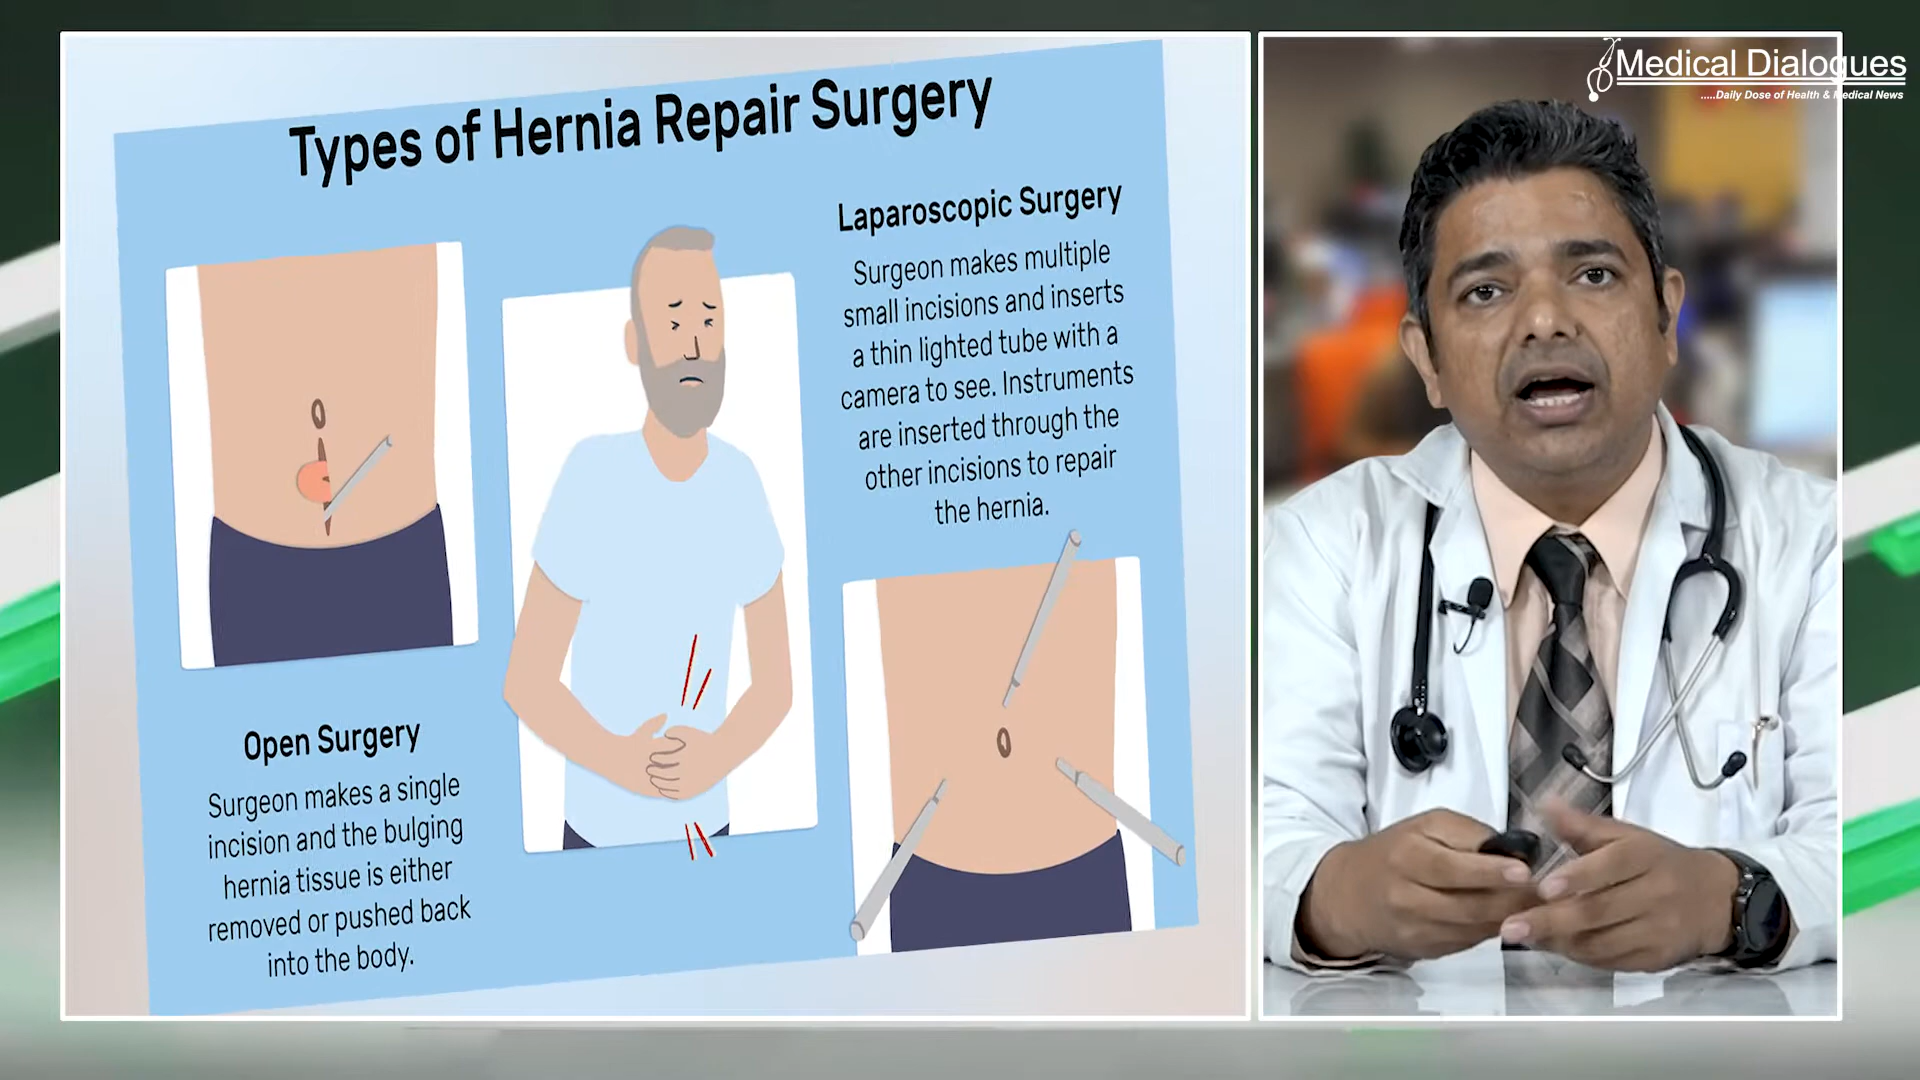 Types of Hernia Repair Surgery
Laparoscopic Surgery
Surgeon makes multiple
small incisions and inserts
a thin lighted tube with a
camera to see. Instruments
are inserted through the
other incisions to repair
the hernia.
Open Surgery
Surgeon makes a single
incision and the bulging
hernia tissue is either
removed or pushed back
into the body.
Medical Dialogues
.....Daily Dose of Health & Medical News